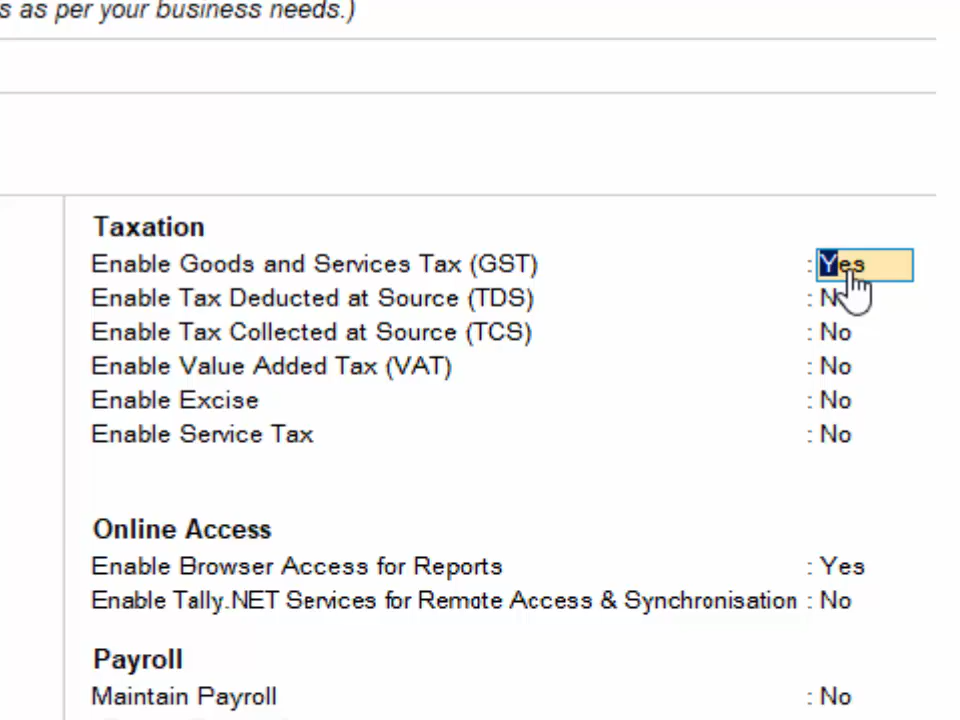 s as per your business needs.)
Taxation
Enable Goods and Services Tax (GST) : Yes
Enable Tax Deducted at Source (TDS) : N
Enable Tax Collected at Source (TCS) : No
Enable Value Added Tax (VAT) : No
Enable Excise : No
Enable Service Tax : No
Online Access
Enable Browser Access for Reports : Yes
Enable Tally.NET Services for Remote Access & Synchronisation : No
Payroll
Maintain Payroll : No